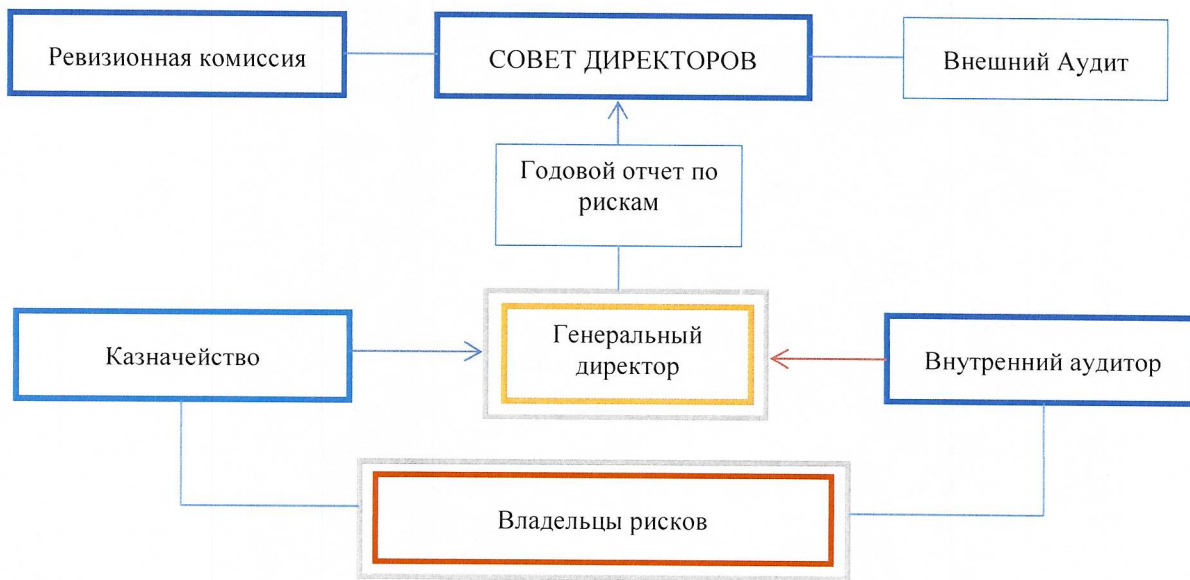 Ревизионная комиссия
СОВЕТ ДИРЕКТОРОВ
Внешний Аудит
Годовой отчет по
рискам
Казначейство
Генеральный
директор
Внутренний аудитор
Владельцы рисков